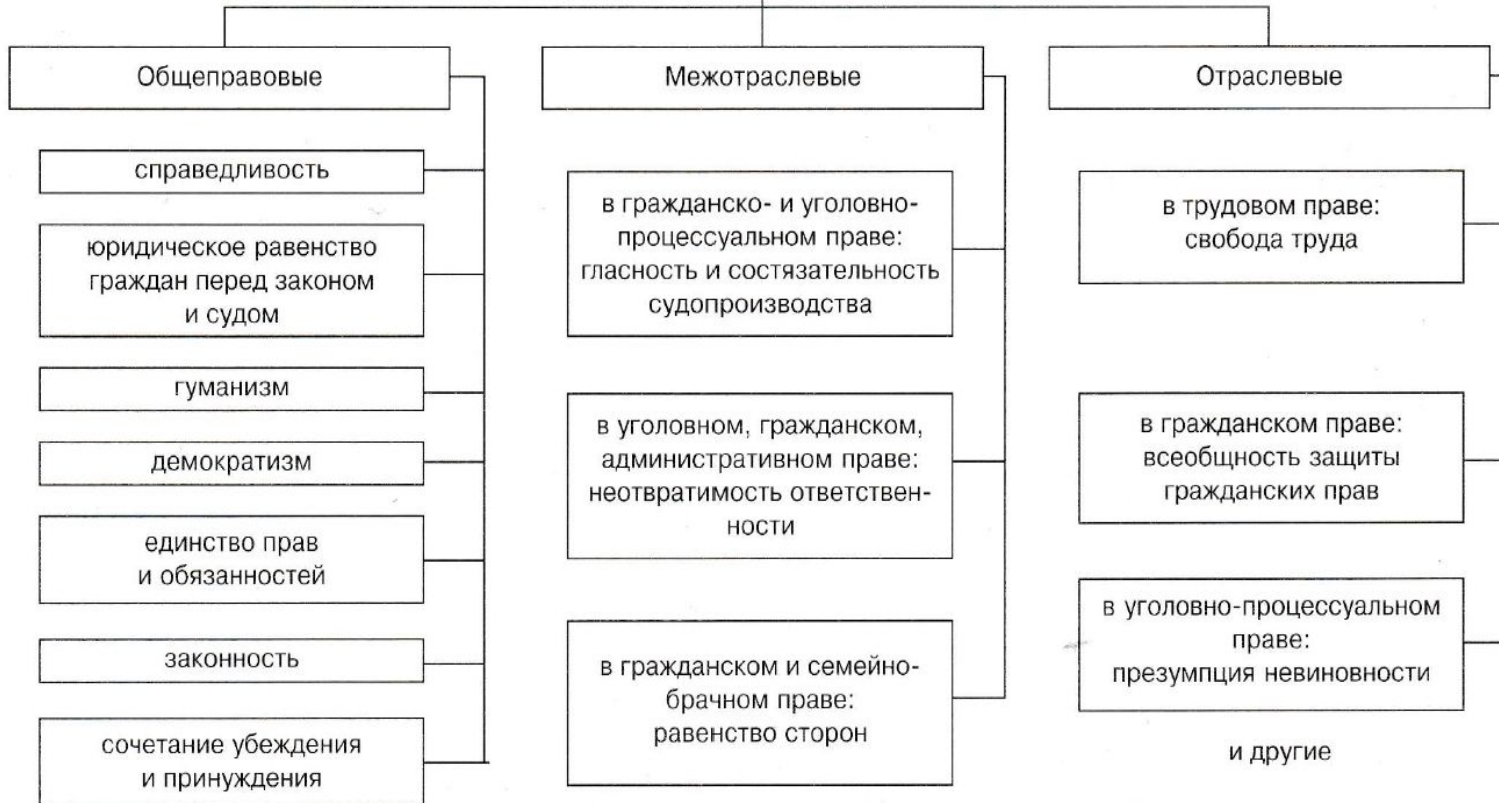 Общеправовые
справедливость
юридическое равенство
граждан перед законом
и судом
гуманизм
демократизм
единство прав
и обязанностей
законность
сочетание убеждения
и принуждения
Межотраслевые
в гражданско- и уголовно-
процессуальном праве:
гласность и состязательность
судопроизводства
в уголовном, гражданском,
административном праве:
неотвратимость ответствен-
ности
в гражданском и семейно-
брачном праве:
равенство сторон
Отраслевые
в трудовом праве:
свобода труда
в гражданском праве:
всеобщность защиты
гражданских прав
в уголовно-процессуальном
праве:
презумпция невиновности
и другие